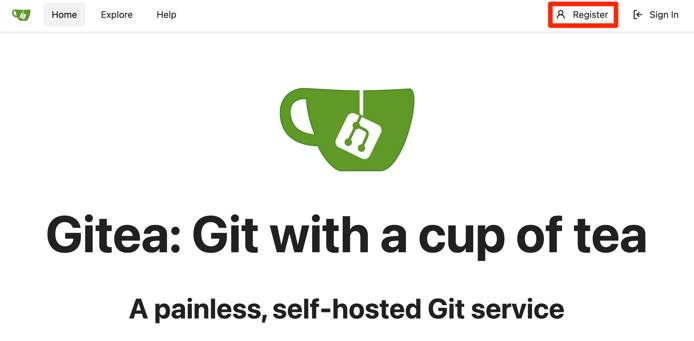 Home Explore Help Register Sign In
Gitea: Git with a cup of tea
A painless, self-hosted Git service